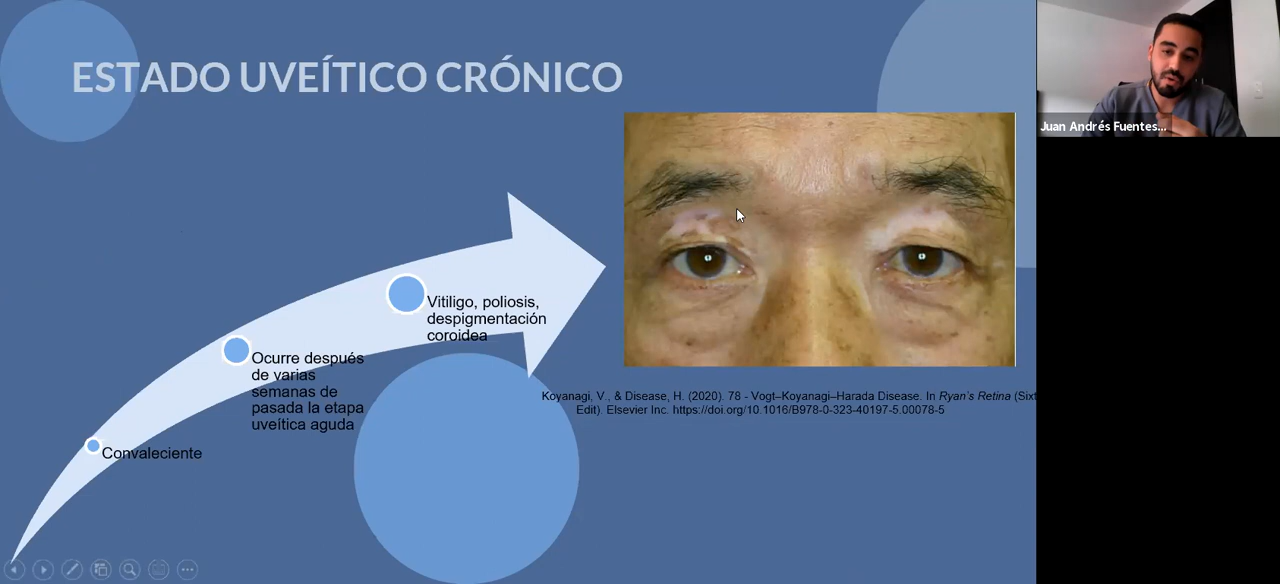 ESTADO UVEÍTICO CRÓNICO
Juan Andrés Fuentes...
Vitiligo, poliosis,
despigmentación
coroidea
Ocurre después
de varias
semanas de
pasada la etapa
uveítica aguda
Convaleciente
Koyanagi, V., & Disease, H. (2020). 78 - Vogt–Koyanagi–Harada Disease. In Ryan's Retina (Sixt
Edit). Elsevier Inc. https://doi.org/10.1016/B978-0-323-40197-5.00078-5